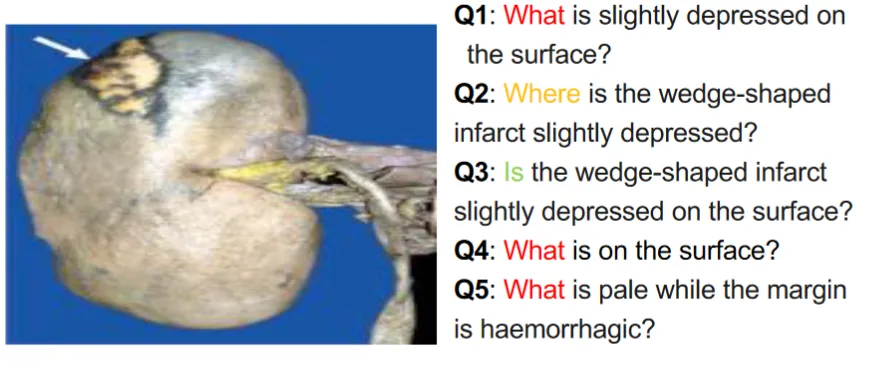 Q1: What is slightly depressed on
the surface?
Q2: Where is the wedge-shaped
infarct slightly depressed?
Q3: Is the wedge-shaped infarct
slightly depressed on the surface?
Q4: What is on the surface?
Q5: What is pale while the margin
is haemorrhagic?